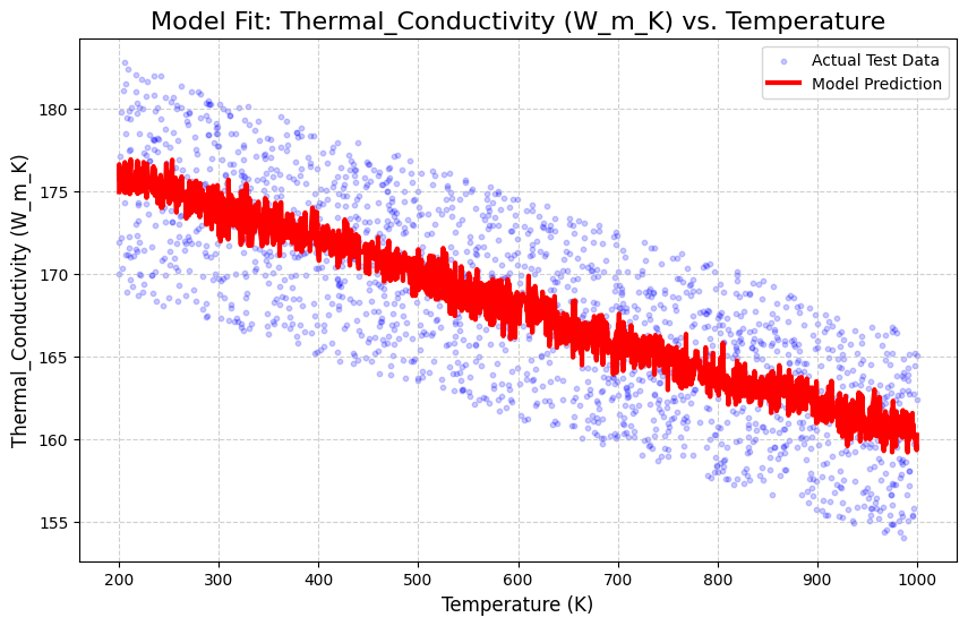 Model Fit: Thermal_Conductivity (W_m_K) vs. Temperature
Actual Test Data
Model Prediction
Thermal_Conductivity (W_m_K)
180
175
170
165
160
155
200 300 400 500 600 700 800 900 1000
Temperature (K)